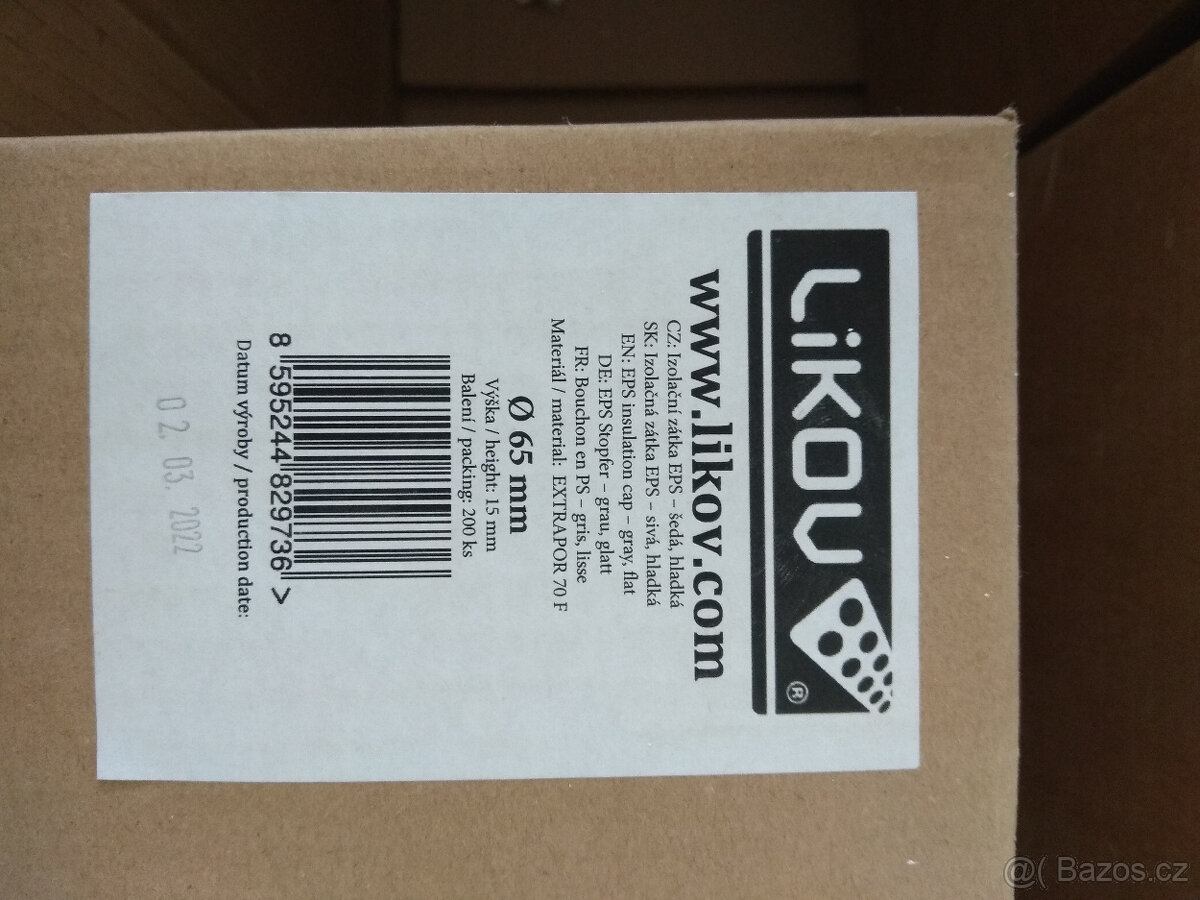 LiKOV
®
www.likov.com
CZ: Izolační zátka EPS – šedá, hladká
SK: Izolačná zátka EPS – sivá, hladká
EN: EPS insulation cap – gray, flat
DE: EPS Stopfer – grau, glatt
FR: Bouchon en PS – gris, lisse
Materiál / material: EXTRAPOR 70 F
Ø 65 mm
Výška / height: 15 mm
Balení / packing: 200 ks
8 595244 829736 >
Datum výroby / production date:
02. 03. 2022
@( Bazos.cz